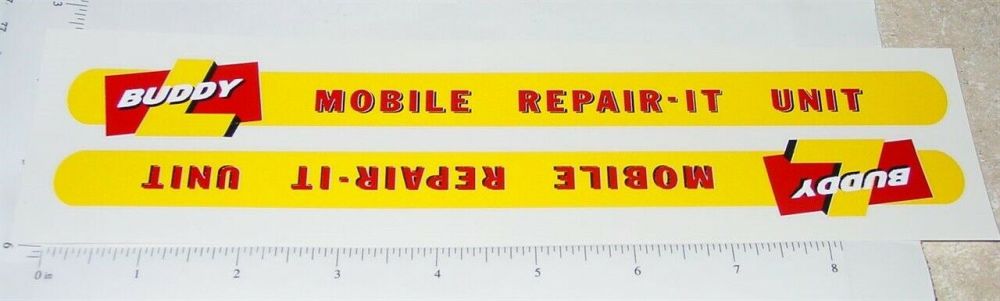 BUDDY L MOBILE REPAIR-IT UNIT
BUDDY L MOBILE REPAIR-IT UNIT
0 in 1 2 3 4 5 6 7 8